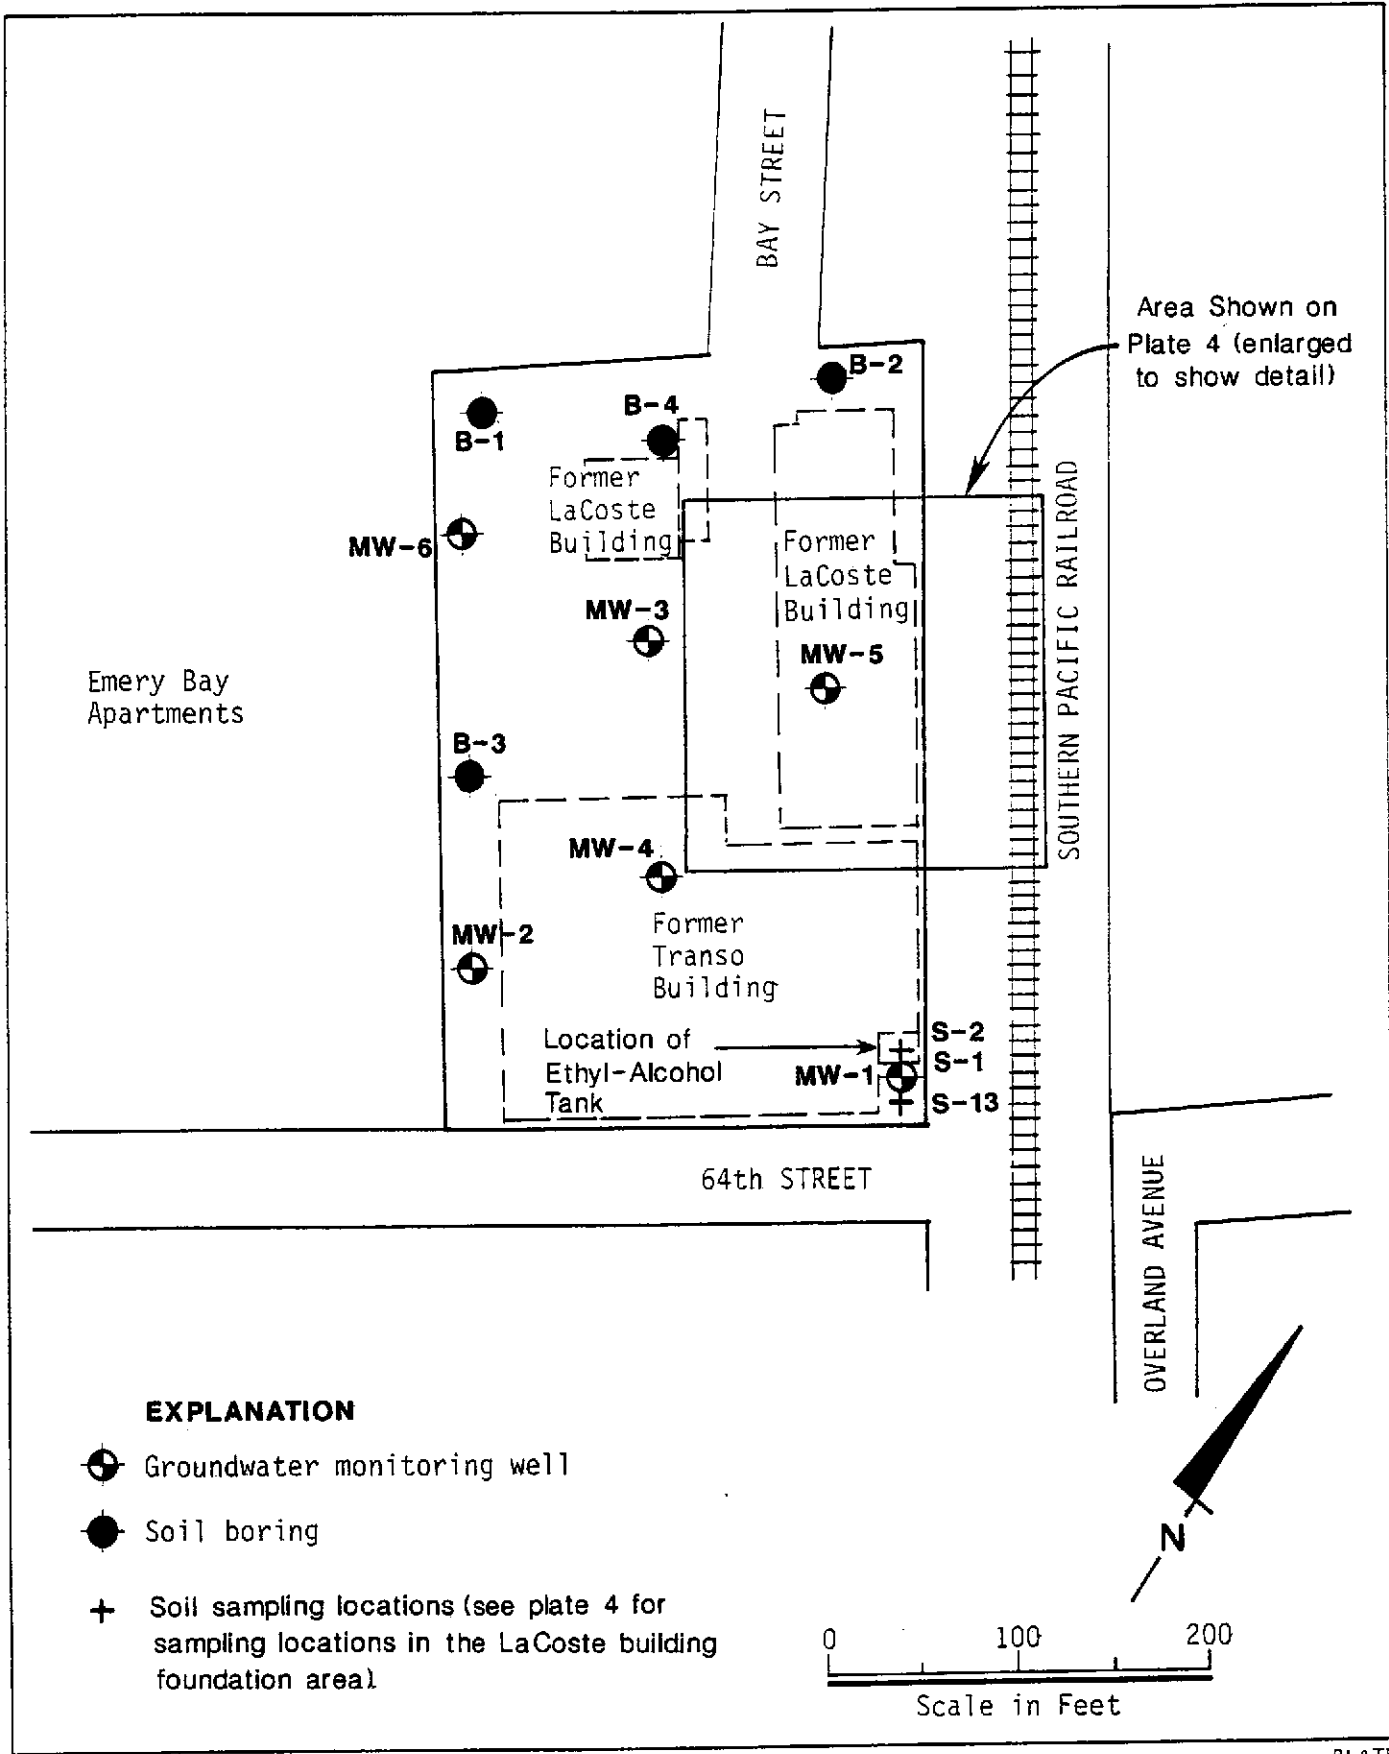 BAY STREET
Area Shown on
Plate 4 (enlarged
to show detail)
B-2
B-4
B-1
Former
LaCoste
Building
MW-6
Former
LaCoste
Building
SOUTHERN PACIFIC RAILROAD
MW-3
MW-5
Emery Bay
Apartments
B-3
MW-4
MW-2
Former
Transo
Building
Location of
Ethyl-Alcohol
Tank
S-2
S-1
MW-1
S-13
64th STREET
OVERLAND AVENUE
EXPLANATION
Groundwater monitoring well
Soil boring
Soil sampling locations (see plate 4 for
sampling locations in the LaCoste building
foundation area)
N
0 100 200
Scale in Feet